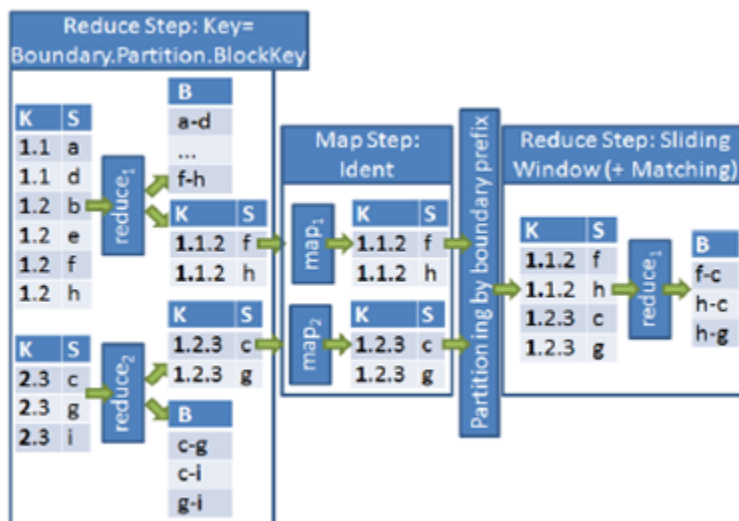 Reduce Step: Key=
Boundary.Partition.BlockKey
K S
1.1 a
1.1 d
1.2 b
1.2 e
1.2 f
1.2 h
reduce1
B
a-d
...
f-h
K S
1.1.2 f
1.1.2 h
K S
2.3 c
2.3 g
2.3 i
reduce2
K S
1.2.3 c
1.2.3 g
B
c-g
c-i
g-i
Map Step:
Ident
map1
K S
1.1.2 f
1.1.2 h
map2
K S
1.2.3 c
1.2.3 g
Partition ing by boundary prefix
Reduce Step: Sliding
Window (+ Matching)
K S
1.1.2 f
1.1.2 h
1.2.3 c
1.2.3 g
reduce1
B
f-c
h-c
h-g